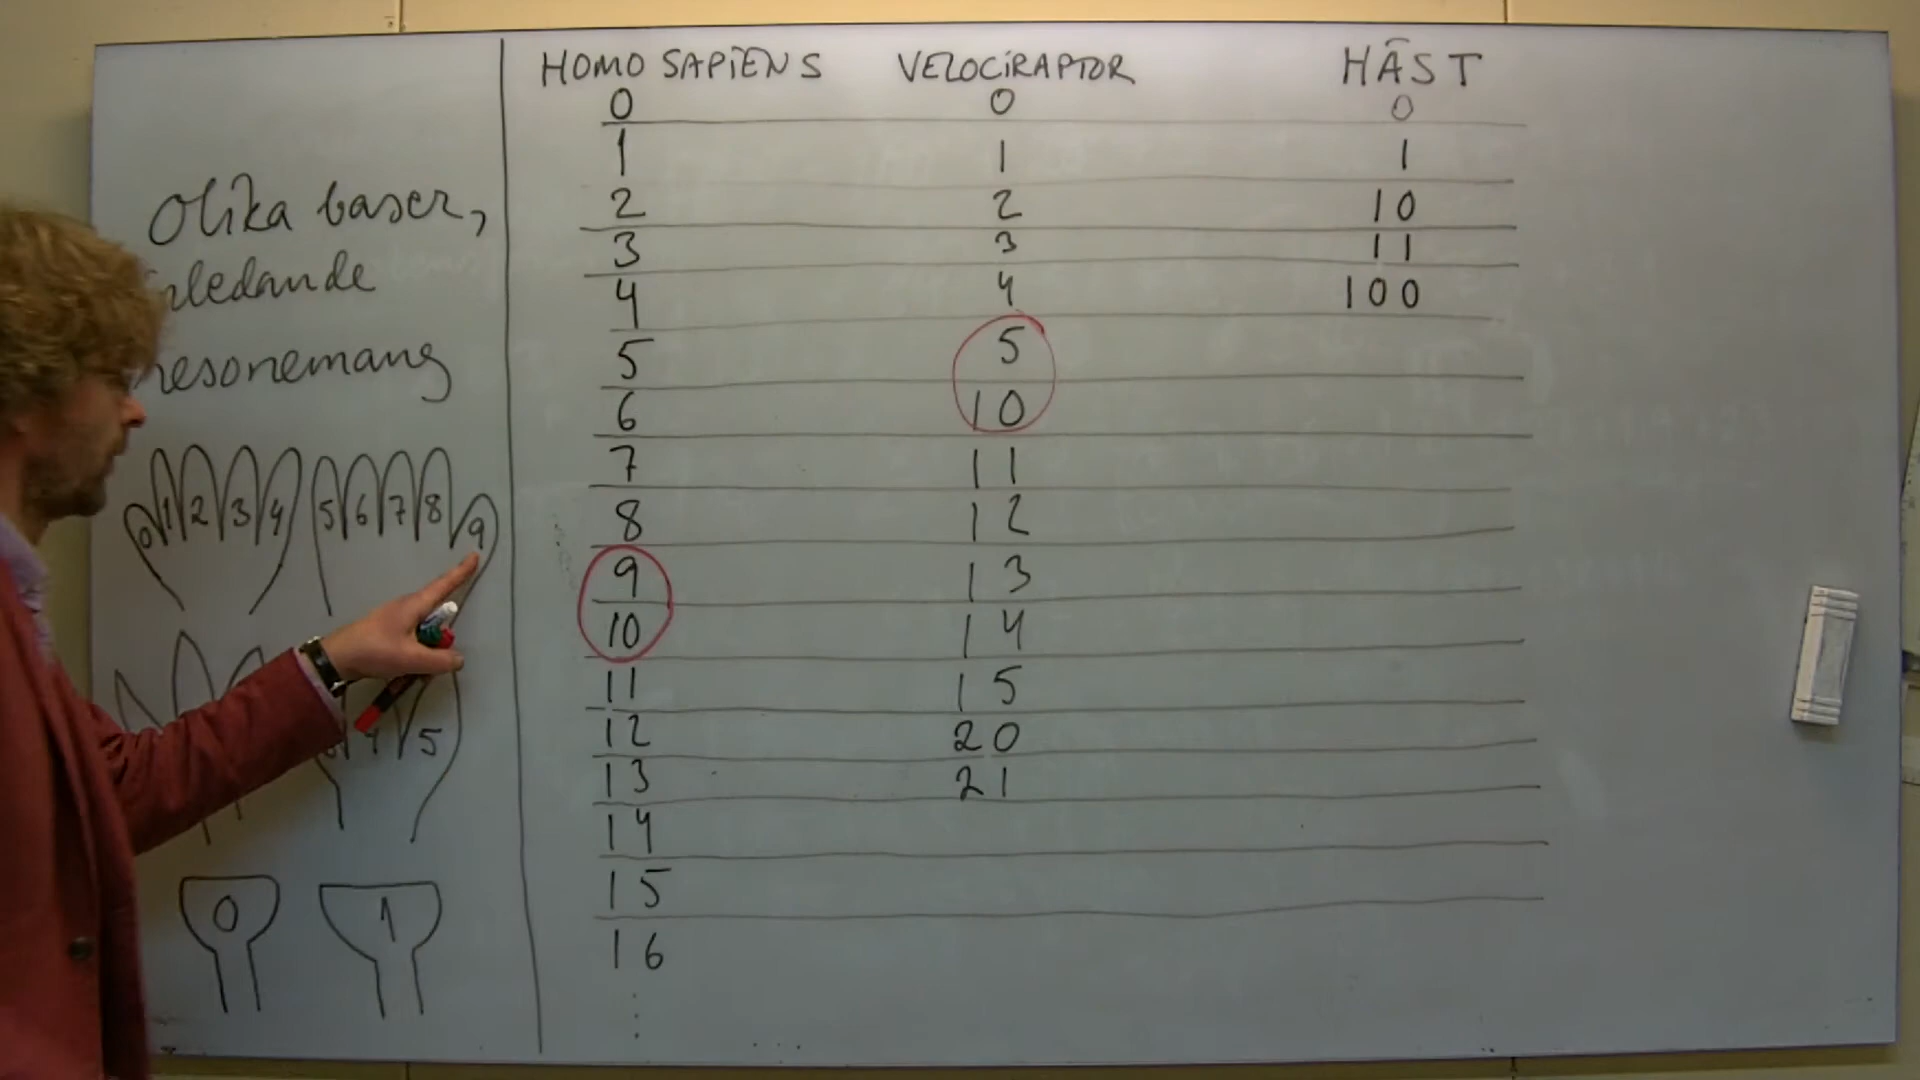 Olika baser,
resonemang
0 1 2 3 4 5 6 7 8 9
4 5
0 1
HOMO SAPIENS VELOCIRAPTOR HÄST
0 0 0
1 1 1
2 2 10
3 3 11
4 4 100
5 5
6 10
7 11
8 12
9 13
10 14
11 15
12 20
13 21
14
15
16